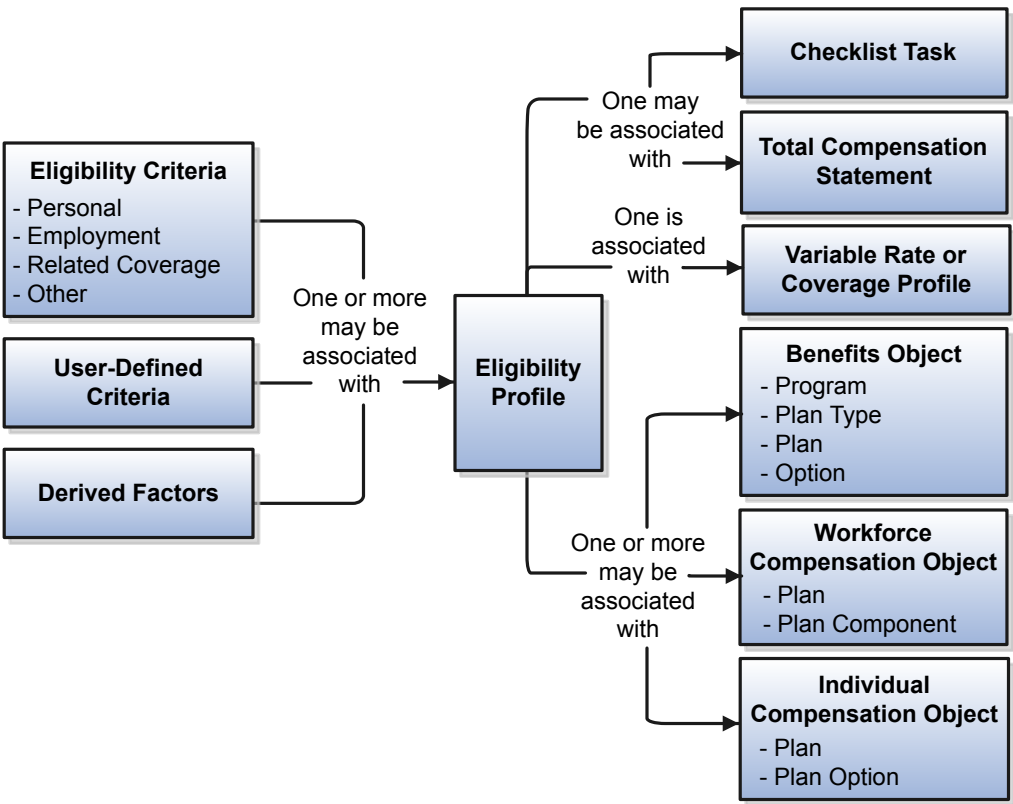 Eligibility Criteria
- Personal
- Employment
- Related Coverage
- Other
User-Defined
Criteria
Derived Factors
One or more
may be
associated
with
Eligibility
Profile
One may
be associated
with
Checklist Task
Total Compensation
Statement
One is
associated
with
Variable Rate or
Coverage Profile
One or more
may be
associated
with
Benefits Object
- Program
- Plan Type
- Plan
- Option
Workforce
Compensation Object
- Plan
- Plan Component
Individual
Compensation Object
- Plan
- Plan Option